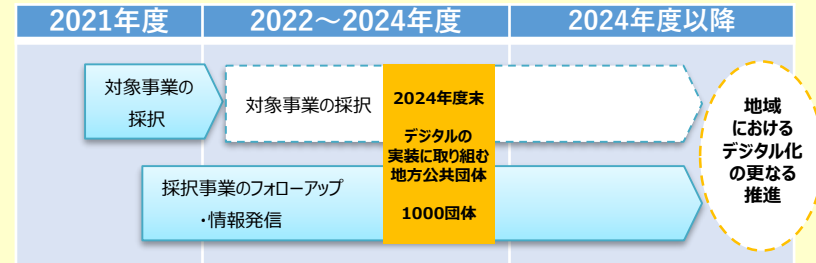 2021年度
2022～2024年度
2024年度以降
対象事業の
採択
対象事業の採択
2024年度末
デジタルの
実装に取り組む
地方公共団体
1000団体
採択事業のフォローアップ
・情報発信
地域
における
デジタル化
の更なる
推進